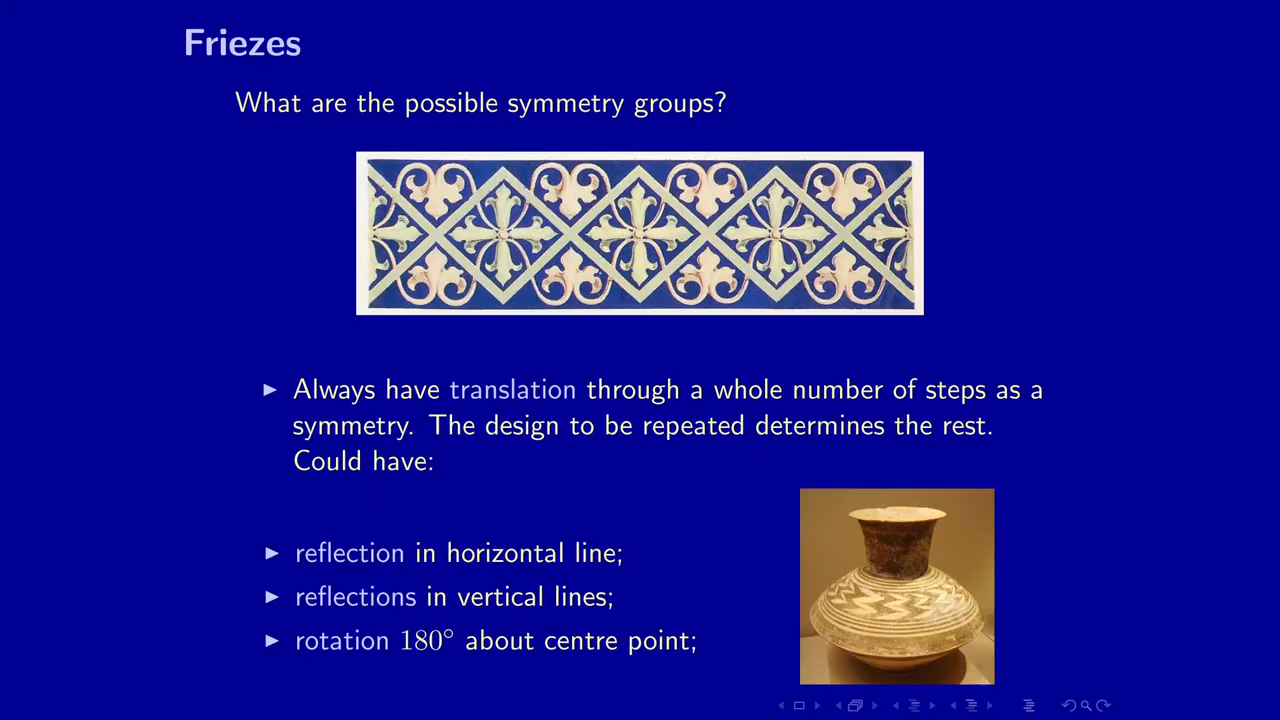 Friezes
What are the possible symmetry groups?
Always have translation through a whole number of steps as a
symmetry. The design to be repeated determines the rest.
Could have:
reflection in horizontal line;
reflections in vertical lines;
rotation 180° about centre point;